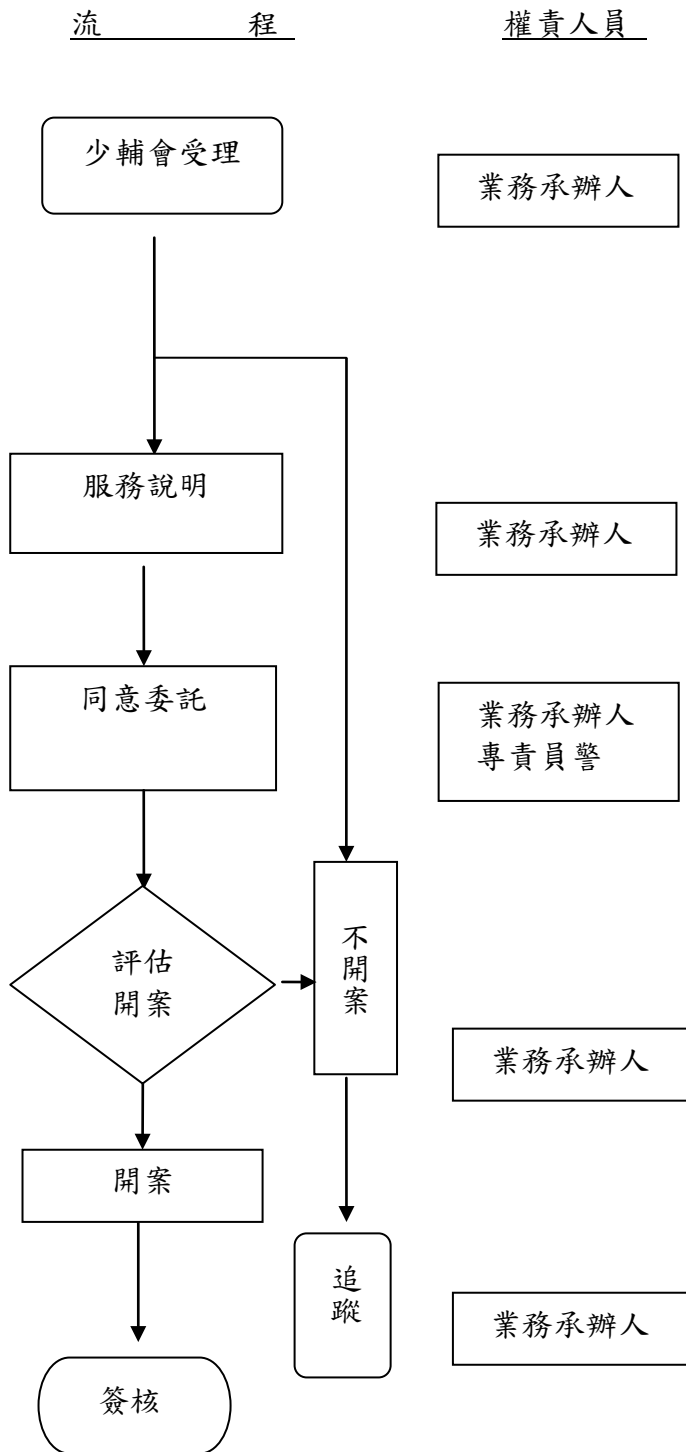 流 程 權責人員
少輔會受理
業務承辦人
服務說明
業務承辦人
同意委託
業務承辦人
專責員警
評估
開案
不開案
業務承辦人
開案
追蹤
業務承辦人
簽核